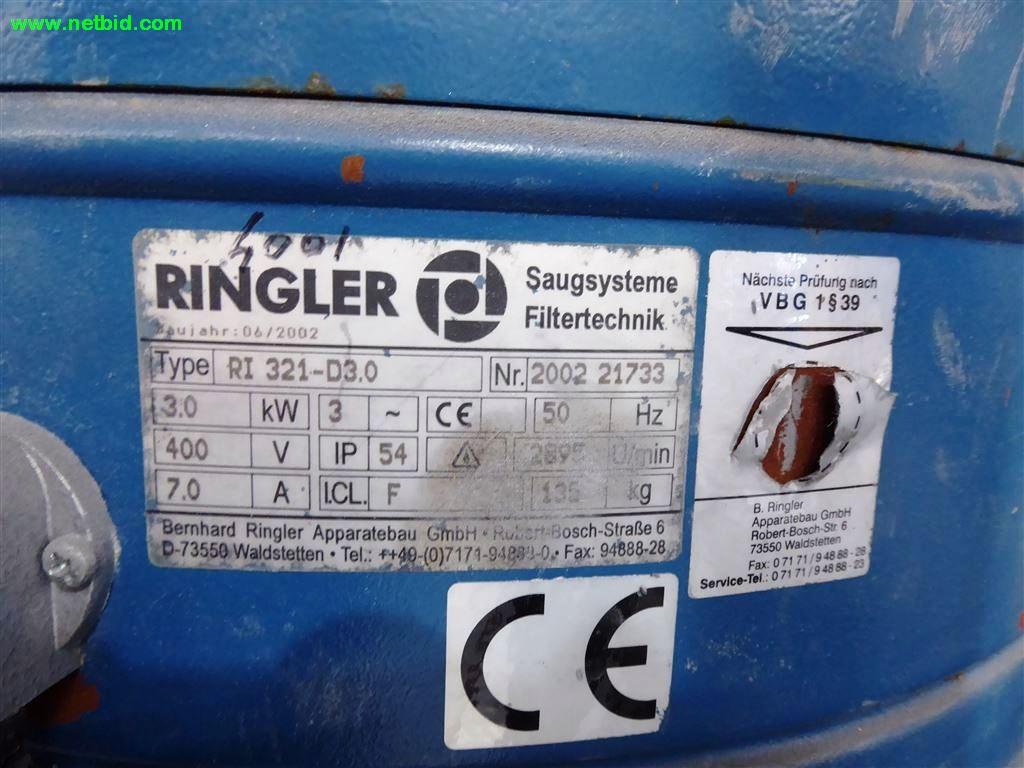 www.netbid.com
RINGLER
Saugsysteme
Filtertechnik
Baujahr: 06/2002
Type RI 321-D3.0 Nr. 2002 21733
3.0 kW 3 ~ CE 50 Hz
400 V IP 54 2895 U/min
7.0 A I.CL. F 135 kg
Bernhard Ringler Apparatebau GmbH • Robert-Bosch-Straße 6
D-73550 Waldstetten • Tel.: ++49-(0)7171-94888-0 • Fax: 94888-28
Nächste Prüfung nach
VBG 1 § 39
B. Ringler
Apparatebau GmbH
Robert-Bosch-Str. 6
73550 Waldstetten
Fax: 0 71 71 / 9 48 88 - 28
Service-Tel.: 0 71 71 / 9 48 88 - 23
CE